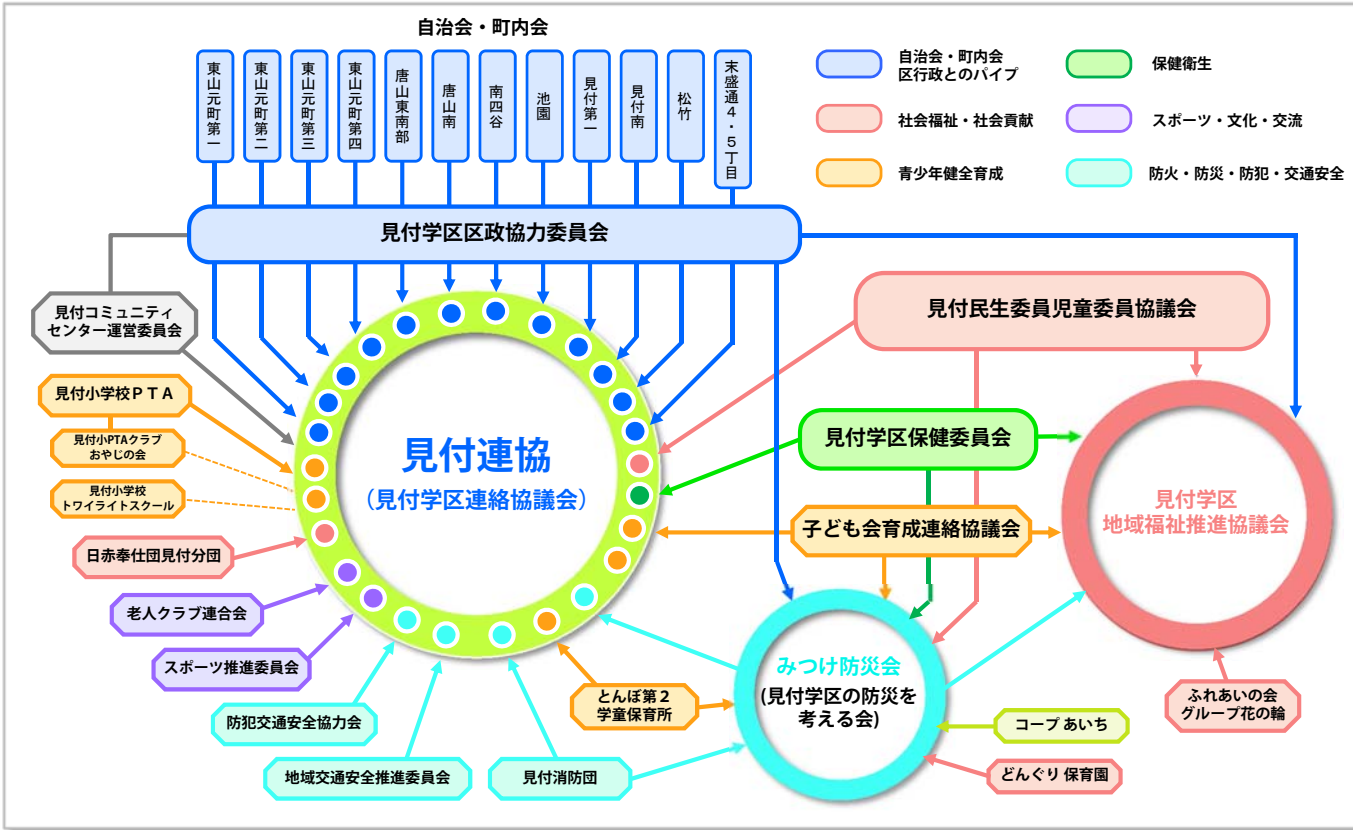 自治会・町内会
東山元町第一
東山元町第二
東山元町第三
東山元町第四
唐山東南部
唐山南
南四谷
池園
見付第一
見付南
松竹
末盛通４・５丁目
自治会・町内会
区行政とのパイプ
保健衛生
社会福祉・社会貢献
スポーツ・文化・交流
青少年健全育成
防火・防災・防犯・交通安全
見付学区区政協力委員会
見付コミュニティ
センター運営委員会
見付民生委員児童委員協議会
見付小学校ＰＴＡ
見付小PTAクラブ
おやじの会
見付小学校
トワイライトスクール
見付連協
（見付学区連絡協議会）
見付学区保健委員会
子ども会育成連絡協議会
見付学区
地域福祉推進協議会
日赤奉仕団見付分団
老人クラブ連合会
スポーツ推進委員会
防犯交通安全協力会
地域交通安全推進委員会
見付消防団
とんぼ第２
学童保育所
みつけ防災会
(見付学区の防災を
考える会)
ふれあいの会
グループ花の輪
コープ あいち
どんぐり 保育園